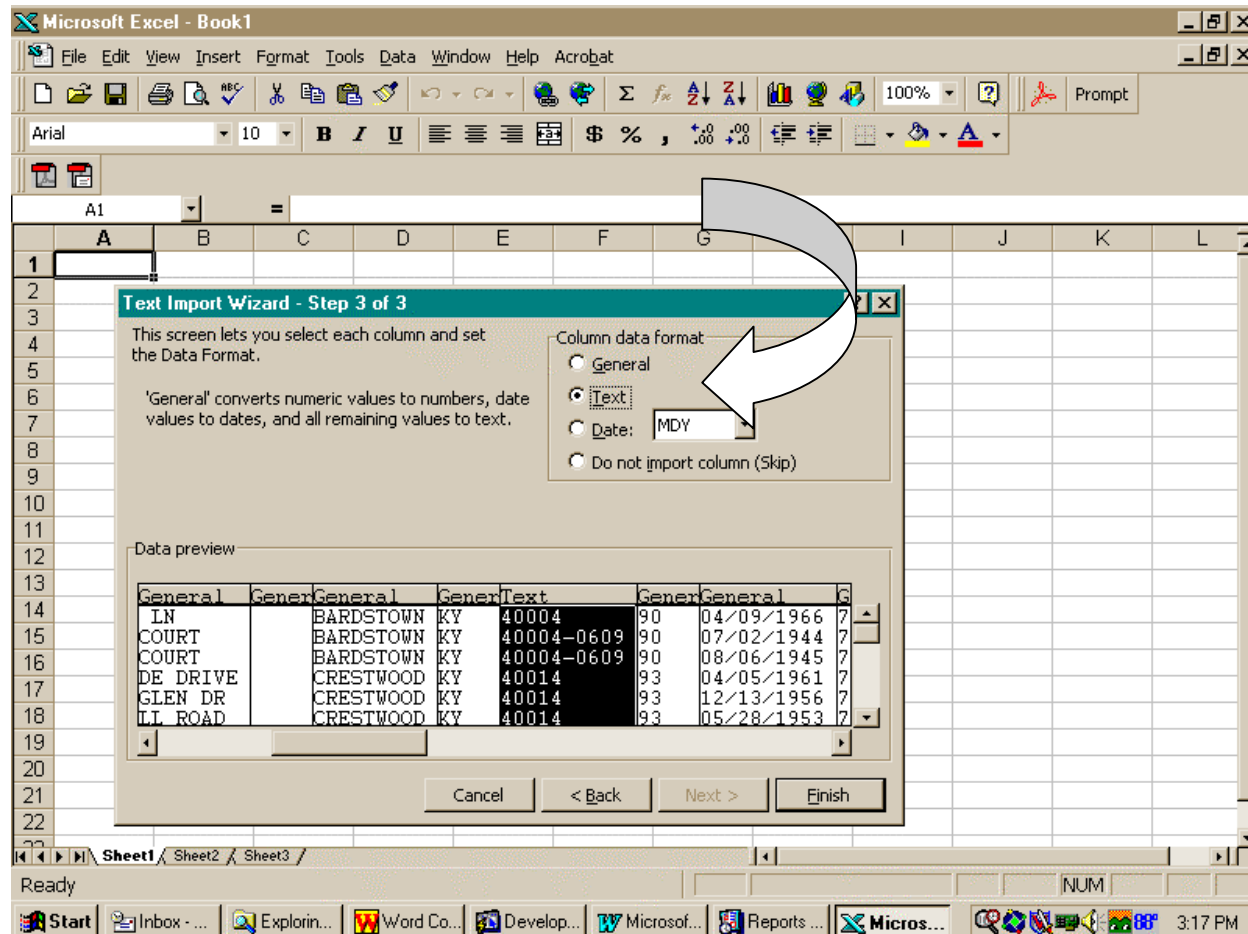 Microsoft Excel - Book1
File Edit View Insert Format Tools Data Window Help Acrobat
ABC Σ fx A Z Z A 100% ? Prompt
Arial 10 B I U a $ % , .0 .00 .00 .0 A
A1 =
A B C D E F G I J K L
1
2
3
4
5
6
7
8
9
10
11
12
13
14
15
16
17
18
19
20
21
22
Text Import Wizard - Step 3 of 3
This screen lets you select each column and set
the Data Format.
'General' converts numeric values to numbers, date
values to dates, and all remaining values to text.
Column data format
General
Text
Date: MDY
Do not import column (Skip)
Data preview
General Gener General Gener Text Gener General G
LN BARDSTOWN KY 40004 90 04/09/1966 7
COURT BARDSTOWN KY 40004-0609 90 07/02/1944 7
COURT BARDSTOWN KY 40004-0609 90 08/06/1945 7
DE DRIVE CRESTWOOD KY 40014 93 04/05/1961 7
GLEN DR CRESTWOOD KY 40014 93 12/13/1956 7
LL ROAD CRESTWOOD KY 40014 93 05/28/1953 7
Cancel < Back Next > Finish
Sheet1 Sheet2 Sheet3
Ready NUM
Start Inbox - ... Explorin... Word Co... Develop... Microsof... Reports ... Micros... 88° 3:17 PM